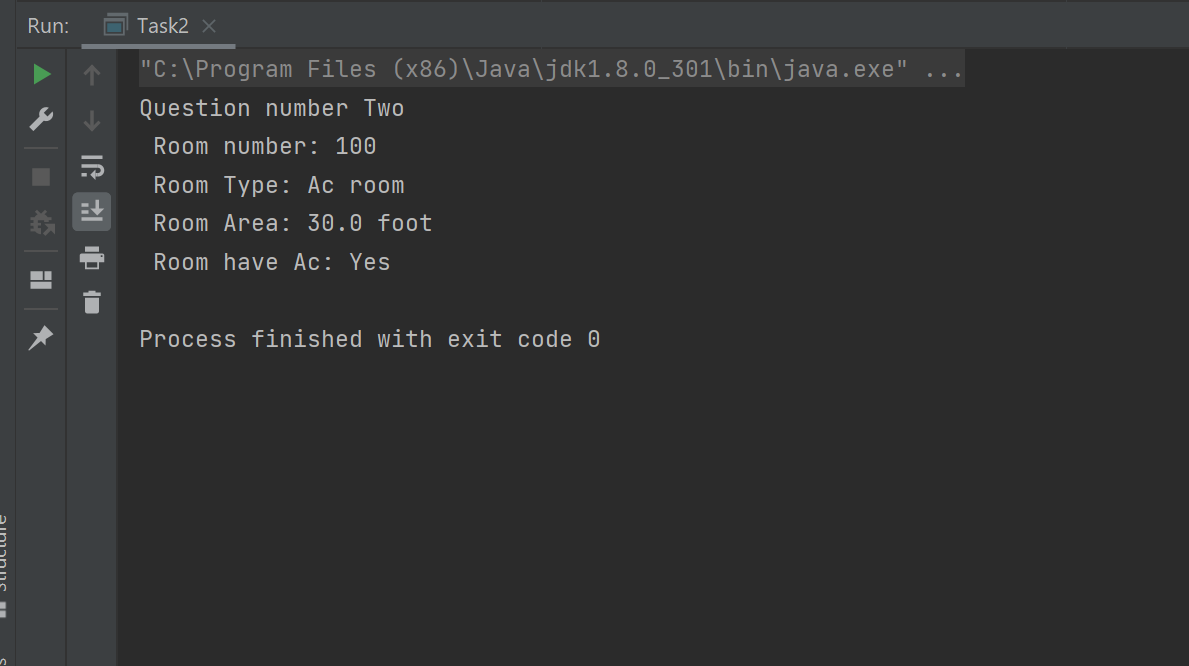 Run: Task2
"C:\Program Files (x86)\Java\jdk1.8.0_301\bin\java.exe" ...
Question number Two
Room number: 100
Room Type: Ac room
Room Area: 30.0 foot
Room have Ac: Yes
Process finished with exit code 0
Structure